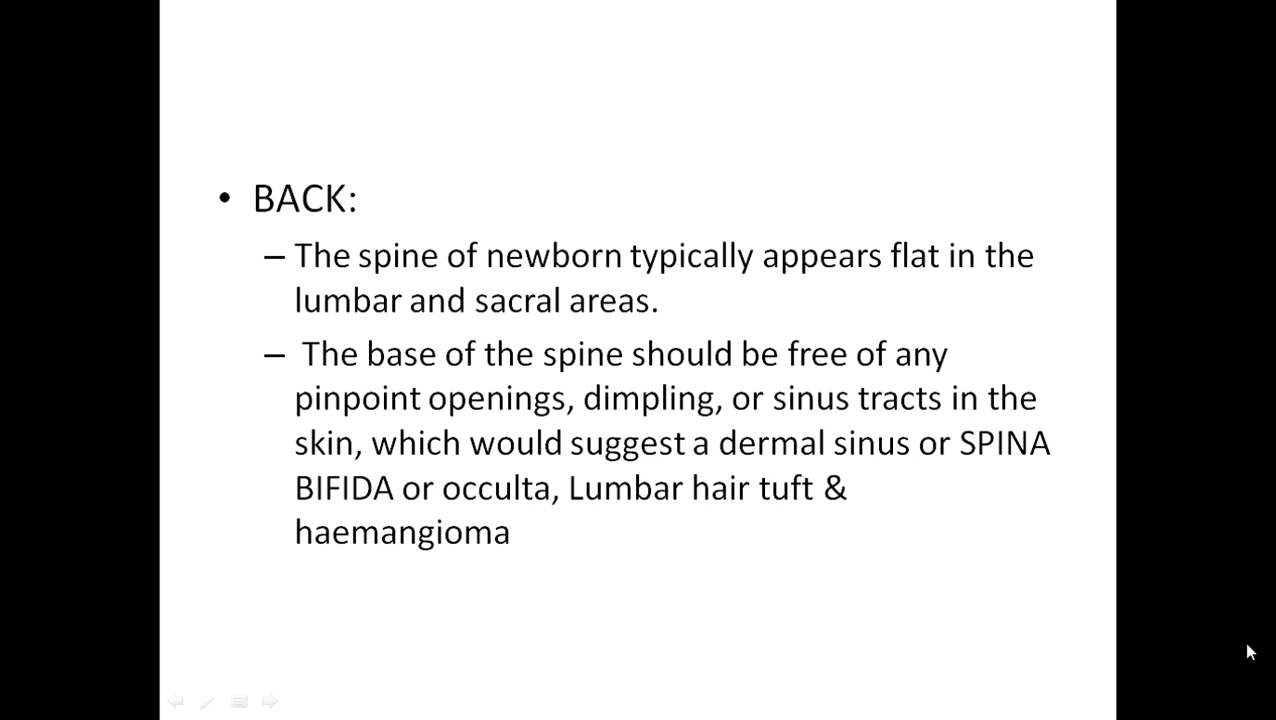 • BACK:
– The spine of newborn typically appears flat in the
lumbar and sacral areas.
– The base of the spine should be free of any
pinpoint openings, dimpling, or sinus tracts in the
skin, which would suggest a dermal sinus or SPINA
BIFIDA or occulta, Lumbar hair tuft &
haemangioma